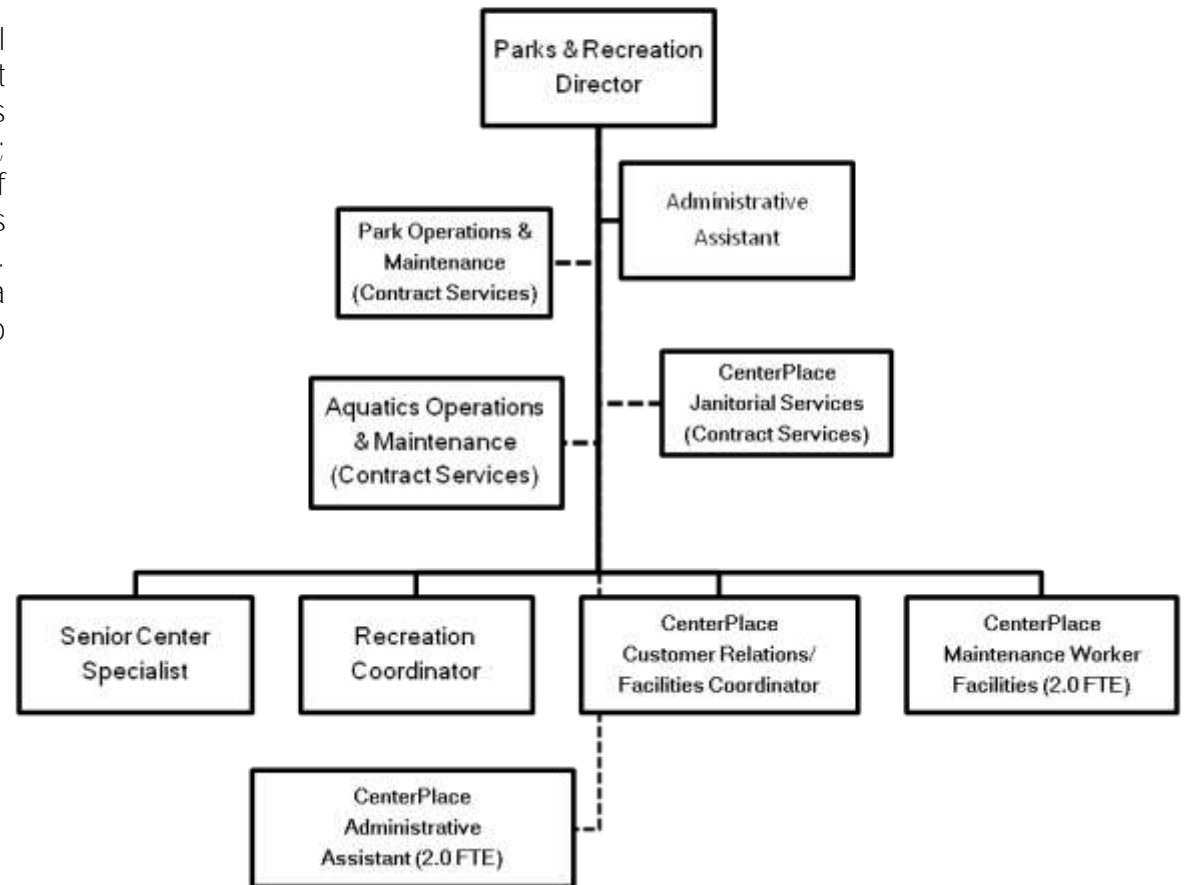 l
t
s
;
f
s
.
a
o
Parks & Recreation
Director
Administrative
Assistant
Park Operations &
Maintenance
(Contract Services)
CenterPlace
Janitorial Services
(Contract Services)
Aquatics Operations
& Maintenance
(Contract Services)
Senior Center
Specialist
Recreation
Coordinator
CenterPlace
Customer Relations/
Facilities Coordinator
CenterPlace
Maintenance Worker
Facilities (2.0 FTE)
CenterPlace
Administrative
Assistant (2.0 FTE)